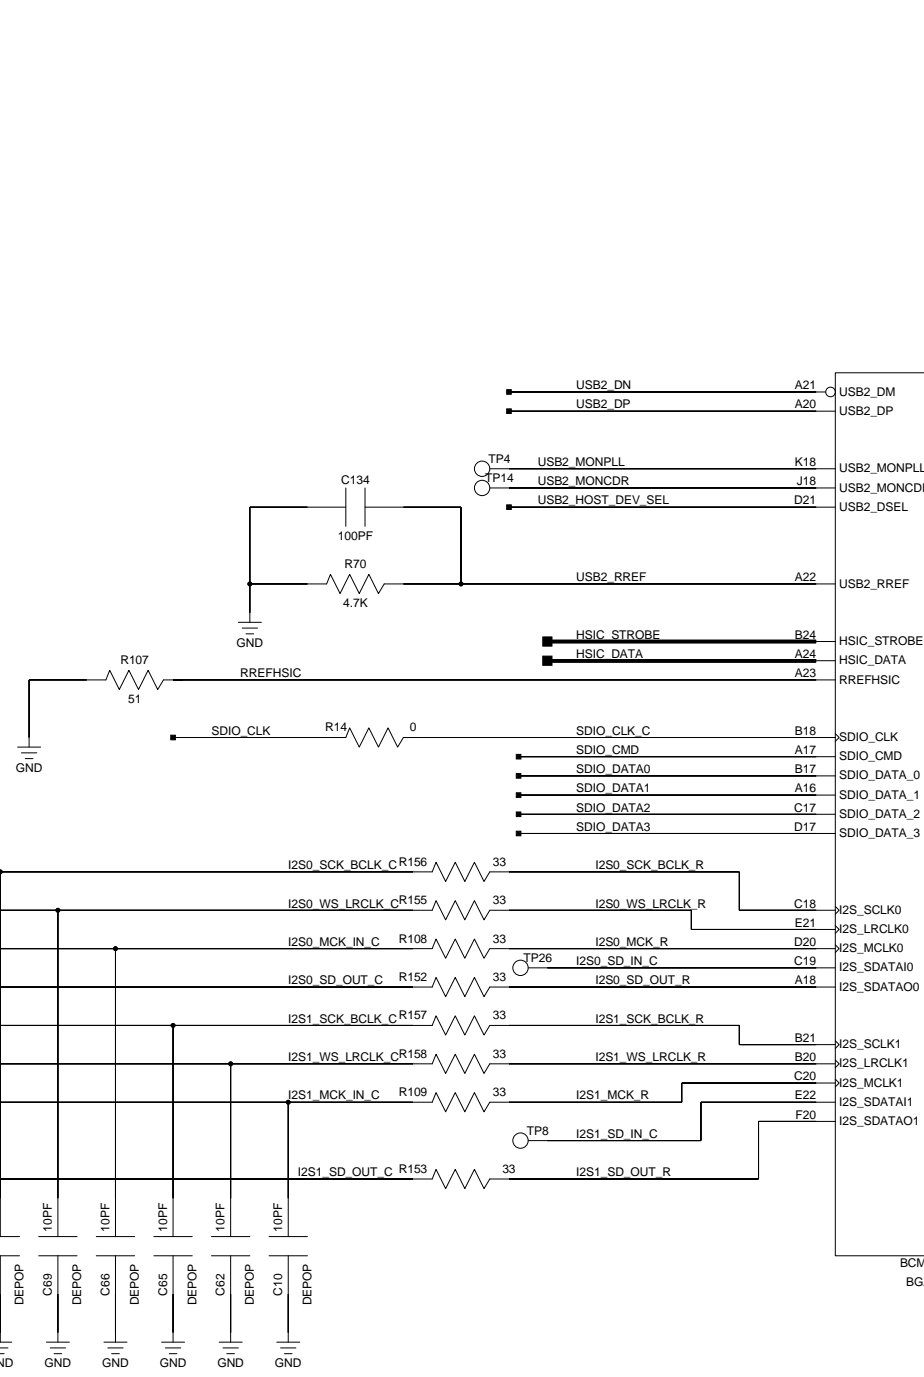 USB2_DN A21 USB2_DM
USB2_DP A20 USB2_DP
TP4 USB2_MONPLL K18 USB2_MONPLL
TP14 USB2_MONCDR J18
C134 USB2_HOST_DEV_SEL D21 USB2_DSEL
100PF
R70
USB2_RREF A22 USB2_RREF
4.7K
GND
HSIC_STROBE B24 HSIC_STROBE
HSIC_DATA A24 HSIC_DATA
R107 RREFHSIC A23 RREFHSIC
51
SDIO_CLK R14 0 SDIO_CLK_C B18 SDIO_CLK
SDIO_CMD A17 SDIO_CMD
GND
SDIO_DATA0 B17 SDIO_DATA_0
SDIO_DATA1 A16 SDIO_DATA_1
SDIO_DATA2 C17 SDIO_DATA_2
SDIO_DATA3 D17 SDIO_DATA_3
I2S0_SCK_BCLK_C R156 33 I2S0_SCK_BCLK_R
I2S0_WS_LRCLK_C R155 33 I2S0_WS_LRCLK_R C18 I2S_SCLK0
E21 I2S_LRCLK0
I2S0_MCK_IN_C R108 33 I2S0_MCK_R D20 I2S_MCLK0
TP26 I2S0_SD_IN_C C19 I2S_SDATAI0
I2S0_SD_OUT_C R152 33 I2S0_SD_OUT_R A18 I2S_SDATAO0
I2S1_SCK_BCLK_C R157 33 I2S1_SCK_BCLK_R
B21 I2S_SCLK1
I2S1_WS_LRCLK_C R158 33 I2S1_WS_LRCLK_R B20 I2S_LRCLK1
C20 I2S_MCLK1
I2S1_MCK_IN_C R109 33 I2S1_MCK_R E22 I2S_SDATAI1
F20 I2S_SDATAO1
TP8 I2S1_SD_IN_C
I2S1_SD_OUT_C R153 33 I2S1_SD_OUT_R
10PF 10PF 10PF 10PF 10PF
BCM
DEPOP C69 DEPOP C66 DEPOP C65 DEPOP C62 DEPOP C10 DEPOP
GND GND GND GND GND